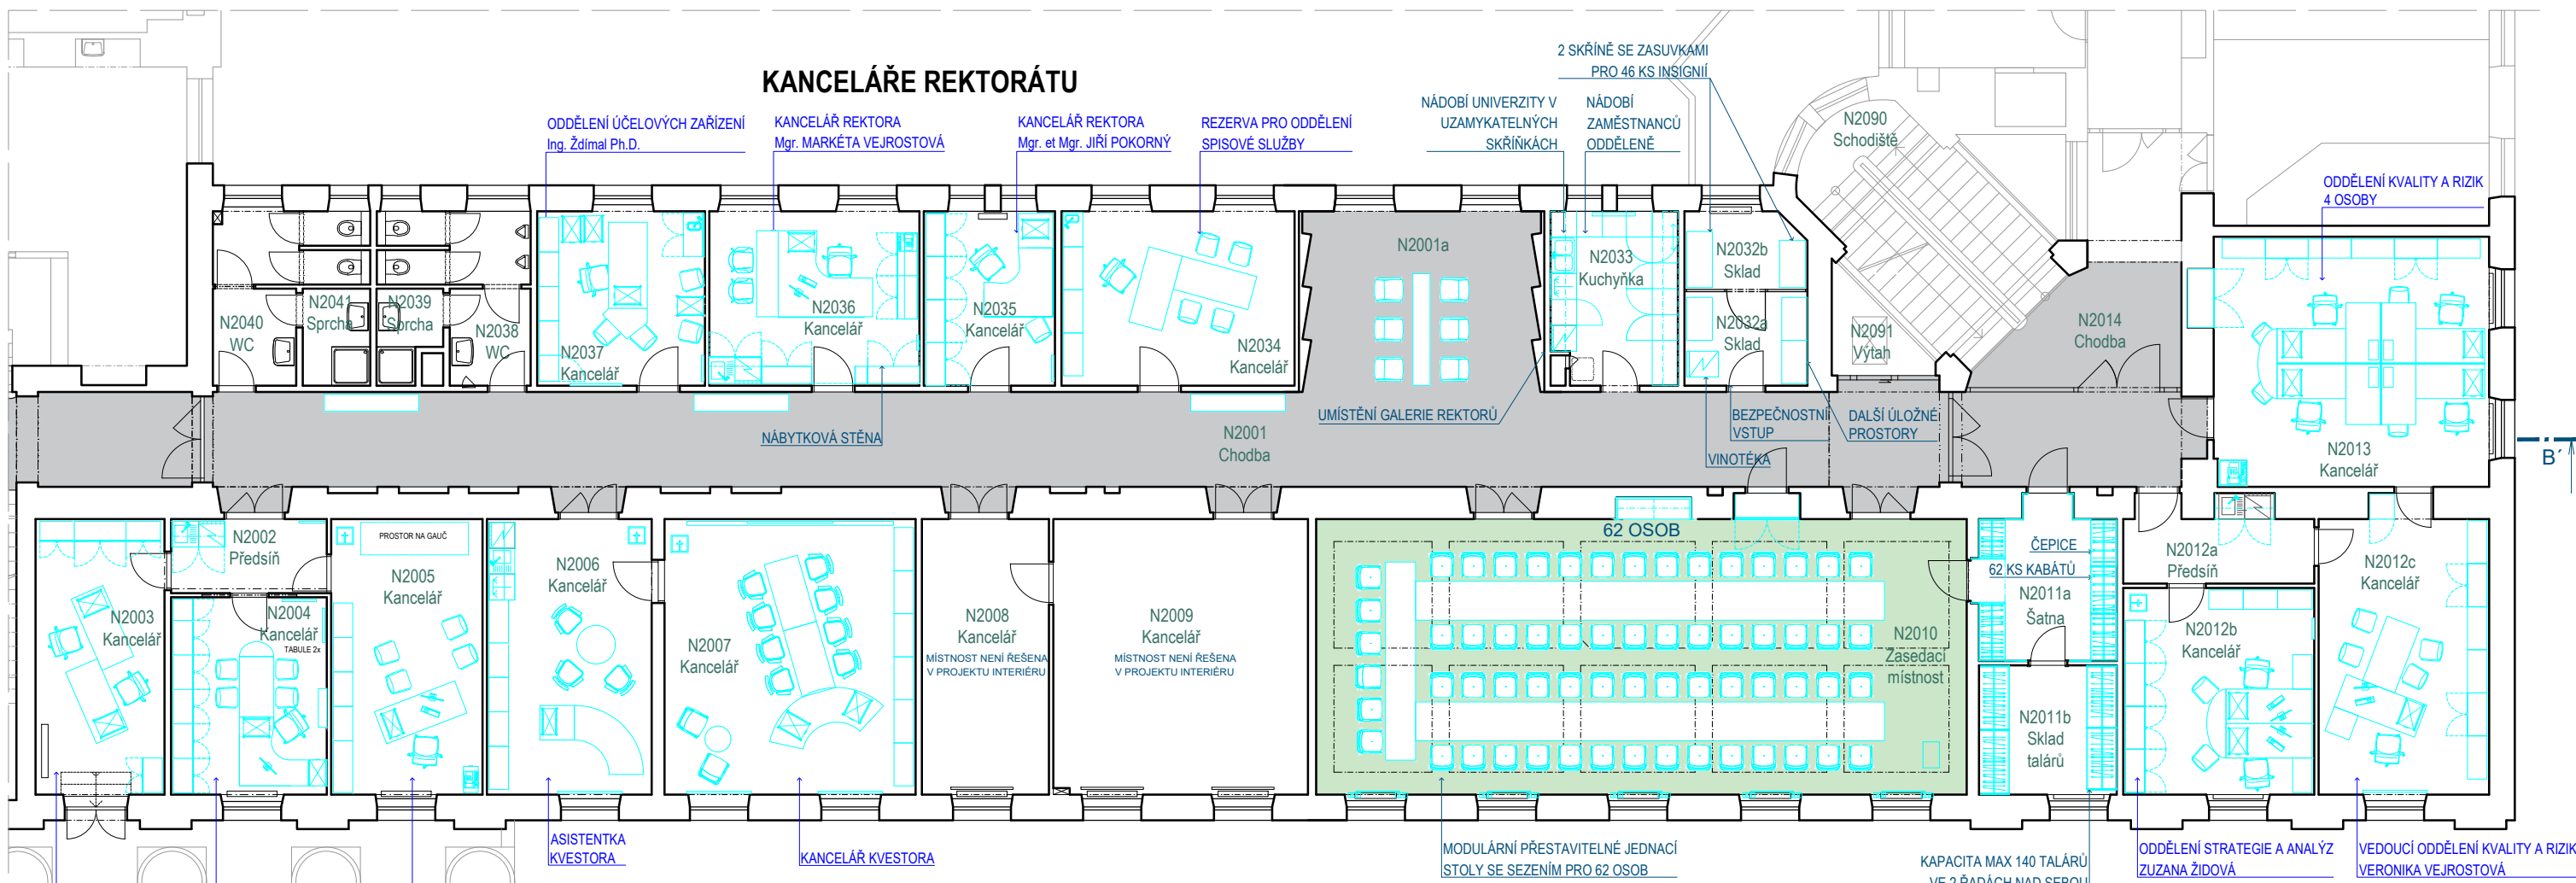 KANCELÁŘE REKTORÁTU
ODDĚLENÍ ÚČELOVÝCH ZAŘÍZENÍ
Ing. Ždímal Ph.D.
KANCELÁŘ REKTORA
Mgr. MARKÉTA VEJROSTOVÁ
KANCELÁŘ REKTORA
Mgr. et Mgr. JIŘÍ POKORNÝ
REZERVA PRO ODDĚLENÍ
SPISOVÉ SLUŽBY
NÁDOBÍ UNIVERZITY V
UZAMYKATELNÝCH
SKŘÍŇKÁCH
NÁDOBÍ
ZAMĚSTNANCŮ
ODDĚLENĚ
2 SKŘÍNĚ SE ZASUVKAMI
PRO 46 KS INSIGNIÍ
N2090
Schodiště
ODDĚLENÍ KVALITY A RIZIK
4 OSOBY
N2040
WC
N2041
Sprcha
N2039
Sprcha
N2038
WC
N2037
Kancelář
N2036
Kancelář
N2035
Kancelář
N2034
Kancelář
N2001a
N2033
Kuchyňka
N2032b
Sklad
N2032a
Sklad
N2091
Výtah
N2014
Chodba
N2013
Kancelář
NÁBYTKOVÁ STĚNA
N2001
Chodba
UMÍSTĚNÍ GALERIE REKTORŮ
VINOTÉKA
BEZPEČNOSTNÍ
VSTUP
DALŠÍ ÚLOŽNÉ
PROSTORY
B´
N2003
Kancelář
N2002
Předsíň
N2004
Kancelář
TABULE 2x
PROSTOR NA GAUČ
N2005
Kancelář
N2006
Kancelář
N2007
Kancelář
N2008
Kancelář
MÍSTNOST NENÍ ŘEŠENA
V PROJEKTU INTERIÉRU
N2009
Kancelář
MÍSTNOST NENÍ ŘEŠENA
V PROJEKTU INTERIÉRU
62 OSOB
N2010
Zasedací
místnost
ČEPICE
62 KS KABÁTŮ
N2011a
Šatna
N2011b
Sklad
talárů
N2012a
Předsíň
N2012b
Kancelář
N2012c
Kancelář
ASISTENTKA
KVESTORA
KANCELÁŘ KVESTORA
MODULÁRNÍ PŘESTAVITELNÉ JEDNACÍ
STOLY SE SEZENÍM PRO 62 OSOB
KAPACITA MAX 140 TALÁRŮ
VE 2 ŘADÁCH NAD SEBOU
ODDĚLENÍ STRATEGIE A ANALÝZ
ZUZANA ŽIDOVÁ
VEDOUCÍ ODDĚLENÍ KVALITY A RIZIK
VERONIKA VEJROSTOVÁ